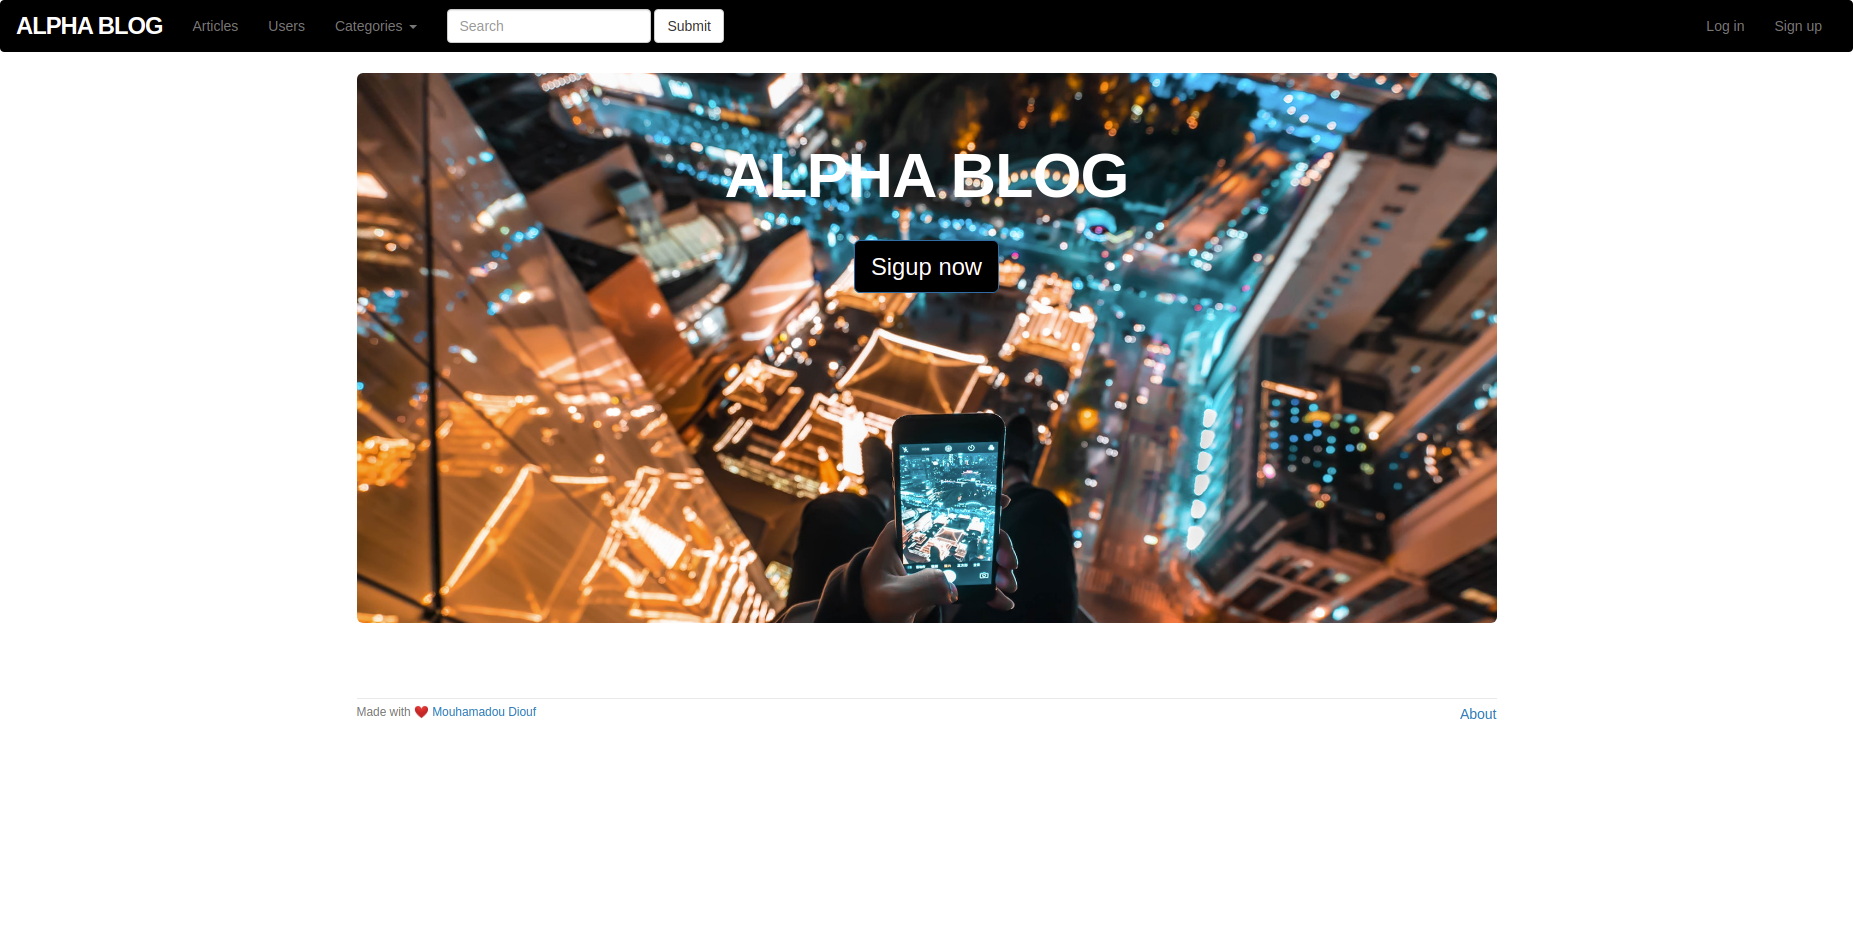 ALPHA BLOG Articles Users Categories Search Submit Log in Sign up
ALPHA BLOG
Sigup now
Made with ❤️ Mouhamadou Diouf About